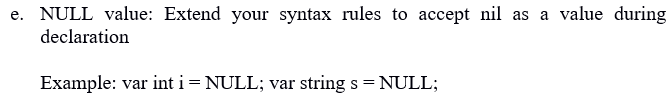 e. NULL value: Extend your syntax rules to accept nil as a value during
declaration
Example: var int i = NULL; var string s = NULL;